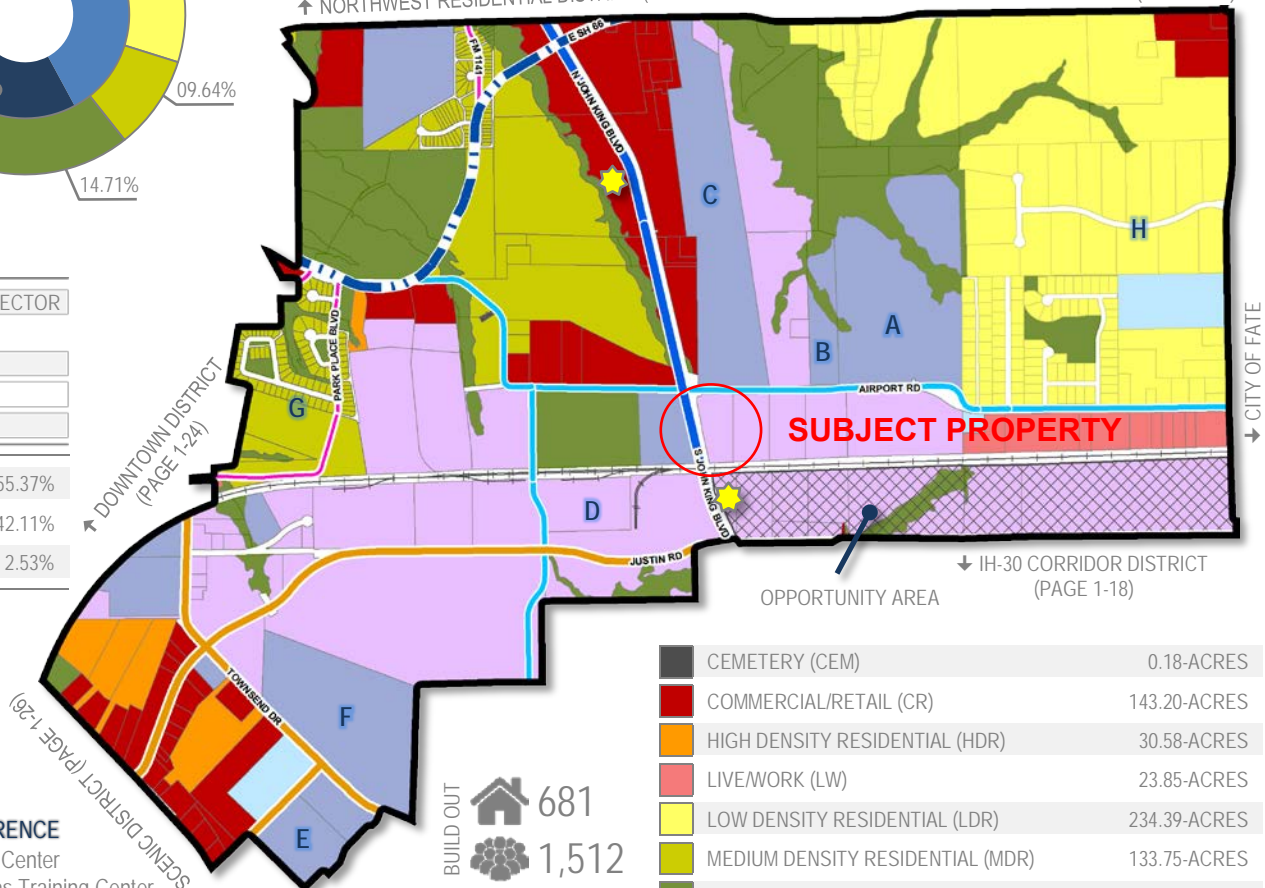 ↑ NORTHWEST RESIDENTIAL DISTRICT
09.64%
14.71%
E SH 66
FM 1141
N JOHN KING BLVD
C
H
A
B
ECTOR
PARK PLACE BLVD
AIRPORT RD
→ CITY OF FATE
G
SUBJECT PROPERTY
← DOWNTOWN DISTRICT
(PAGE 1-24)
55.37%
42.11%
2.53%
S JOHN KING BLVD
D
JUSTIN RD
OPPORTUNITY AREA
↓ IH-30 CORRIDOR DISTRICT
(PAGE 1-18)
TOWNSEND DR
F
E
SCENIC DISTRICT (PAGE 1-26)
BUILD OUT
681
1,512
CEMETERY (CEM) 0.18-ACRES
COMMERCIAL/RETAIL (CR) 143.20-ACRES
HIGH DENSITY RESIDENTIAL (HDR) 30.58-ACRES
LIVE/WORK (LW) 23.85-ACRES
LOW DENSITY RESIDENTIAL (LDR) 234.39-ACRES
MEDIUM DENSITY RESIDENTIAL (MDR) 133.75-ACRES
RENCE
Center
ns Training Center